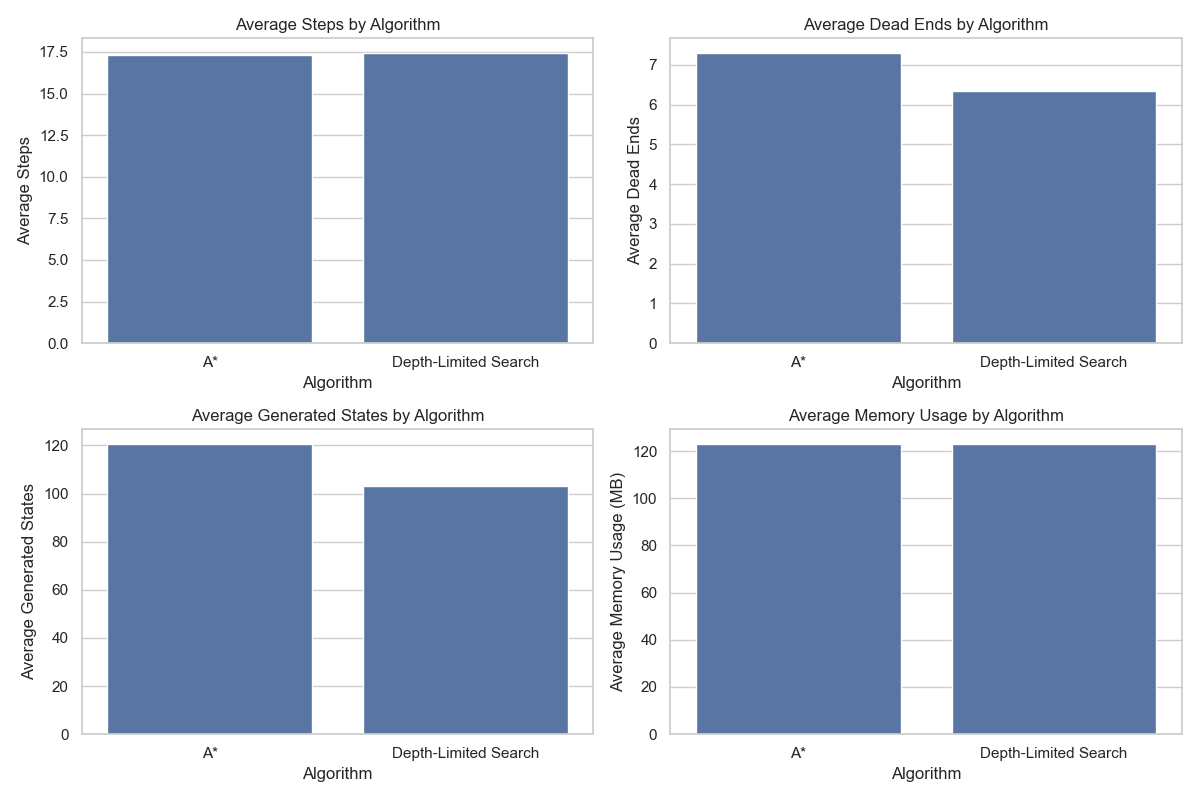 Average Steps by Algorithm
Average Steps
17.5
15.0
12.5
10.0
7.5
5.0
2.5
0.0
A*
Depth-Limited Search
Algorithm
Average Dead Ends by Algorithm
Average Dead Ends
7
6
5
4
3
2
1
0
A*
Depth-Limited Search
Algorithm
Average Generated States by Algorithm
Average Generated States
120
100
80
60
40
20
0
A*
Depth-Limited Search
Algorithm
Average Memory Usage by Algorithm
Average Memory Usage (MB)
120
100
80
60
40
20
0
A*
Depth-Limited Search
Algorithm